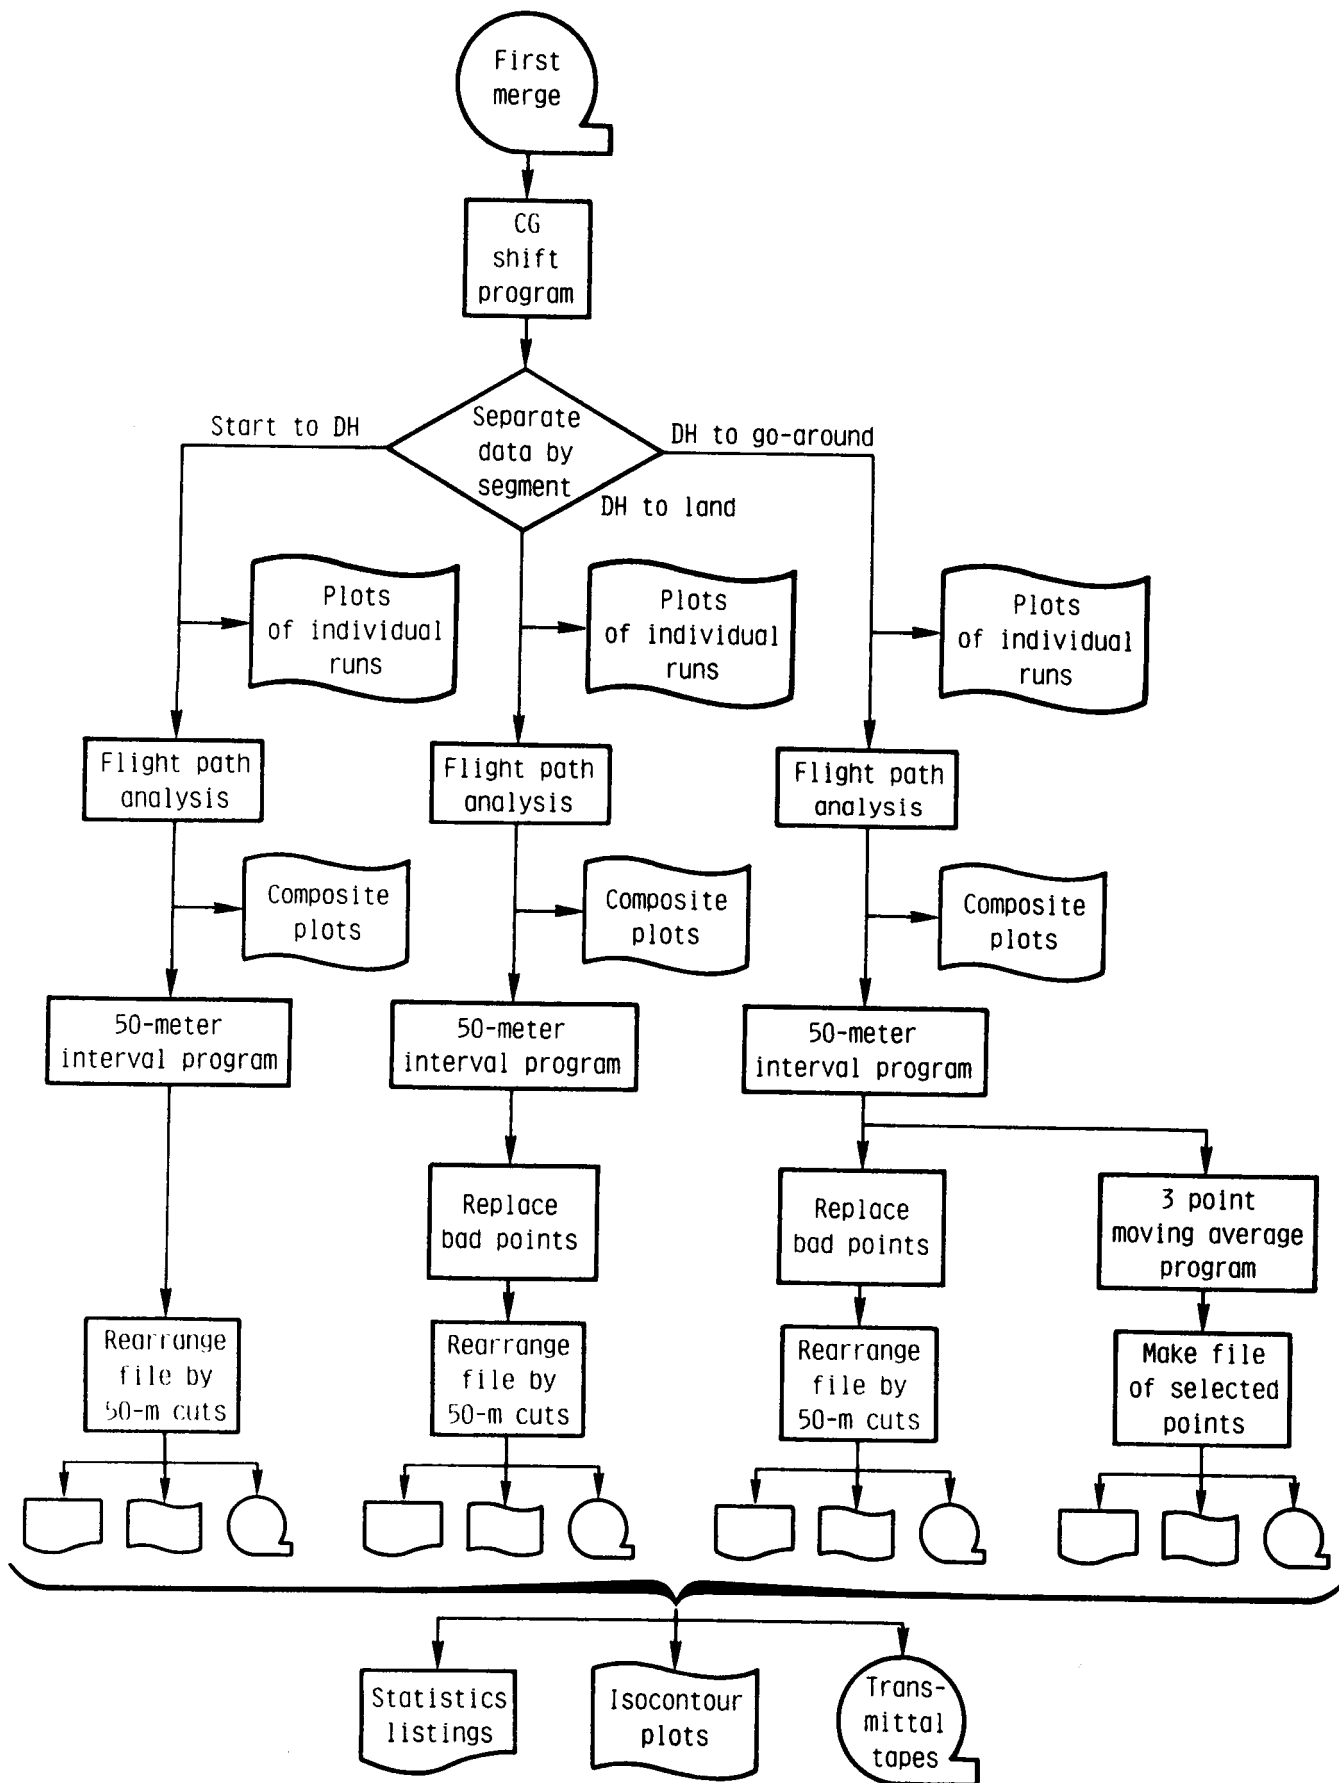 First
merge
CG
shift
program
Separate
data by
segment
Start to DH
DH to go-around
DH to land
Plots
of individual
runs
Plots
of individual
runs
Plots
of individual
runs
Flight path
analysis
Flight path
analysis
Flight path
analysis
Composite
plots
Composite
plots
Composite
plots
50-meter
interval program
50-meter
interval program
50-meter
interval program
Replace
bad points
Replace
bad points
3 point
moving average
program
Rearrange
file by
50-m cuts
Rearrange
file by
50-m cuts
Rearrange
file by
50-m cuts
Make file
of selected
points
Statistics
listings
Isocontour
plots
Trans-
mittal
tapes